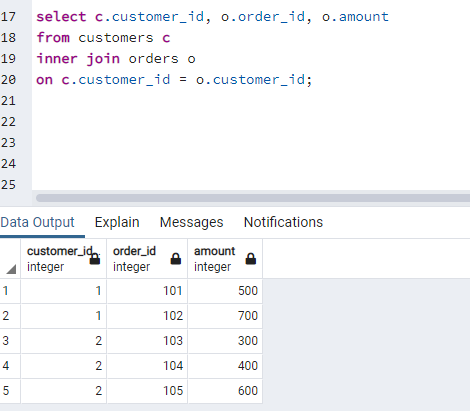 17 select c.customer_id, o.order_id, o.amount
18 from customers c
19 inner join orders o
20 on c.customer_id = o.customer_id;
21
22
23
24
25
Data Output Explain Messages Notifications
customer_id order_id amount
integer integer integer
1 1 101 500
2 1 102 700
3 2 103 300
4 2 104 400
5 2 105 600